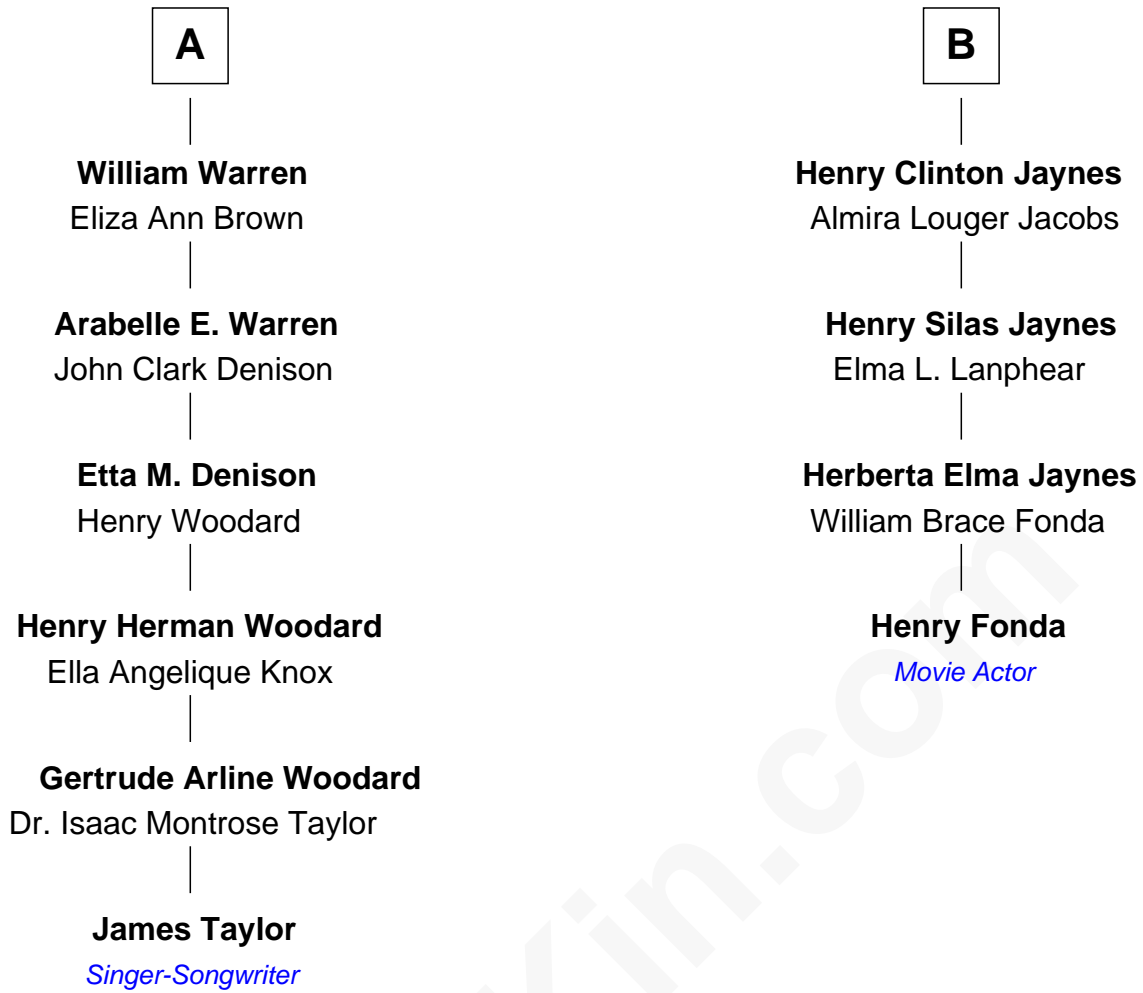 A
William Warren
Eliza Ann Brown
Arabelle E. Warren
John Clark Denison
Etta M. Denison
Henry Woodard
Henry Herman Woodard
Ella Angelique Knox
Gertrude Arline Woodard
Dr. Isaac Montrose Taylor
James Taylor
Singer-Songwriter
B
Henry Clinton Jaynes
Almira Louger Jacobs
Henry Silas Jaynes
Elma L. Lanphear
Herberta Elma Jaynes
William Brace Fonda
Henry Fonda
Movie Actor
Kin.com